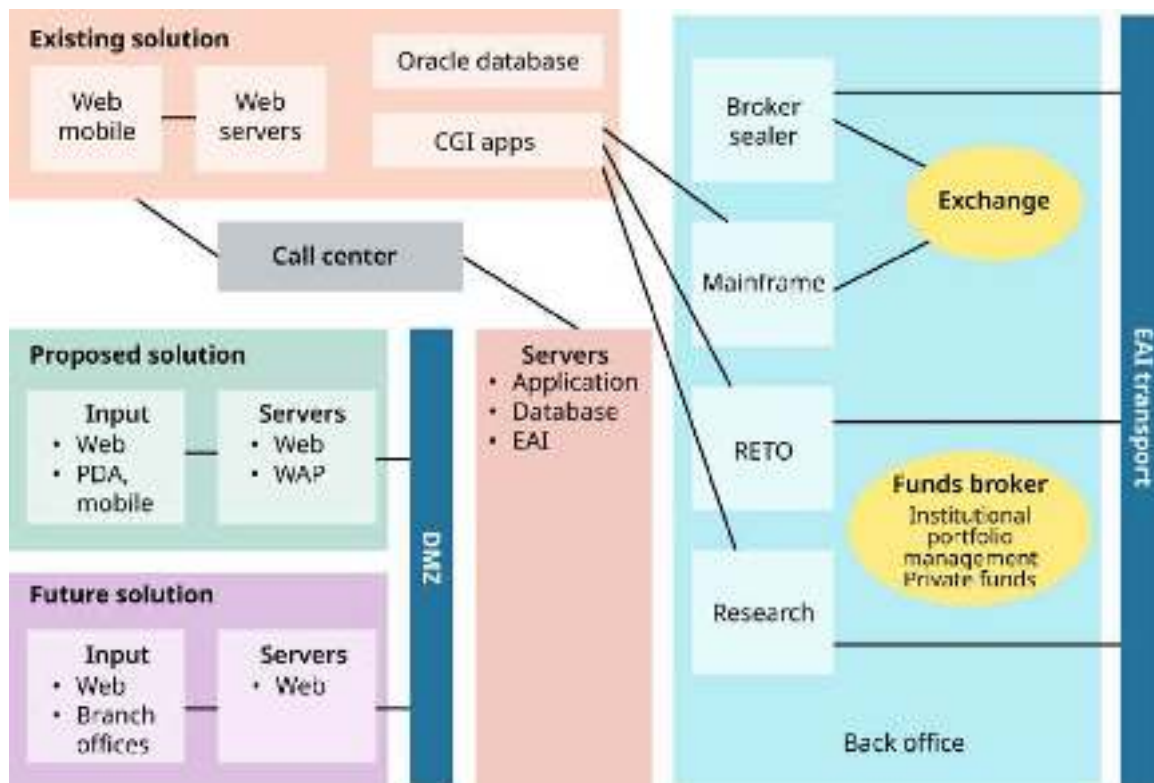 Existing solution
Web
mobile
Web
servers
Oracle database
CGI apps
Call center
Proposed solution
Input
• Web
• PDA,
mobile
Servers
• Web
• WAP
Future solution
Input
• Web
• Branch
offices
Servers
• Web
DMZ
Servers
• Application
• Database
• EAI
Broker
sealer
Mainframe
RETO
Research
Exchange
Funds broker
Institutional
portfolio
management
Private funds
Back office
EAI transport